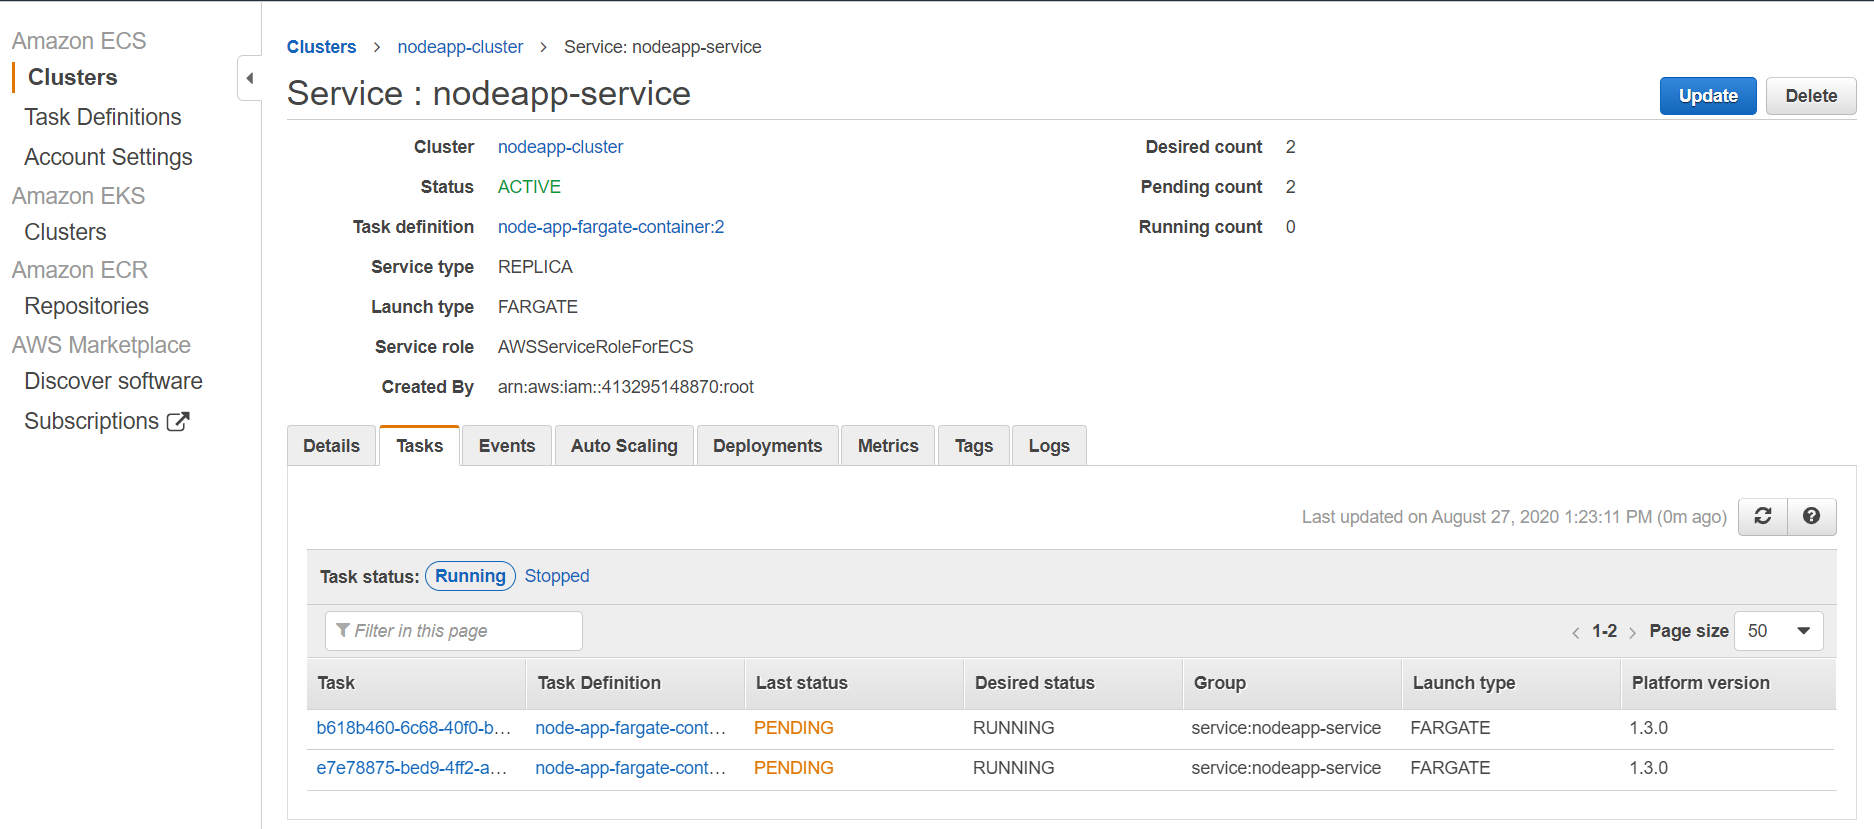 Amazon ECS
Clusters
Task Definitions
Account Settings
Amazon EKS
Clusters
Amazon ECR
Repositories
AWS Marketplace
Discover software
Subscriptions
Clusters > nodeapp-cluster > Service: nodeapp-service
Service : nodeapp-service
Update Delete
Cluster nodeapp-cluster
Status ACTIVE
Task definition node-app-fargate-container:2
Service type REPLICA
Launch type FARGATE
Service role AWSServiceRoleForECS
Created By arn:aws:iam::413295148870:root
Desired count 2
Pending count 2
Running count 0
Details Tasks Events Auto Scaling Deployments Metrics Tags Logs
Last updated on August 27, 2020 1:23:11 PM (0m ago)
Task status: Running Stopped
Filter in this page
< 1-2 > Page size 50
Task Task Definition Last status Desired status Group Launch type Platform version
b618b460-6c68-40f0-b... node-app-fargate-cont... PENDING RUNNING service:nodeapp-service FARGATE 1.3.0
e7e78875-bed9-4ff2-a... node-app-fargate-cont... PENDING RUNNING service:nodeapp-service FARGATE 1.3.0